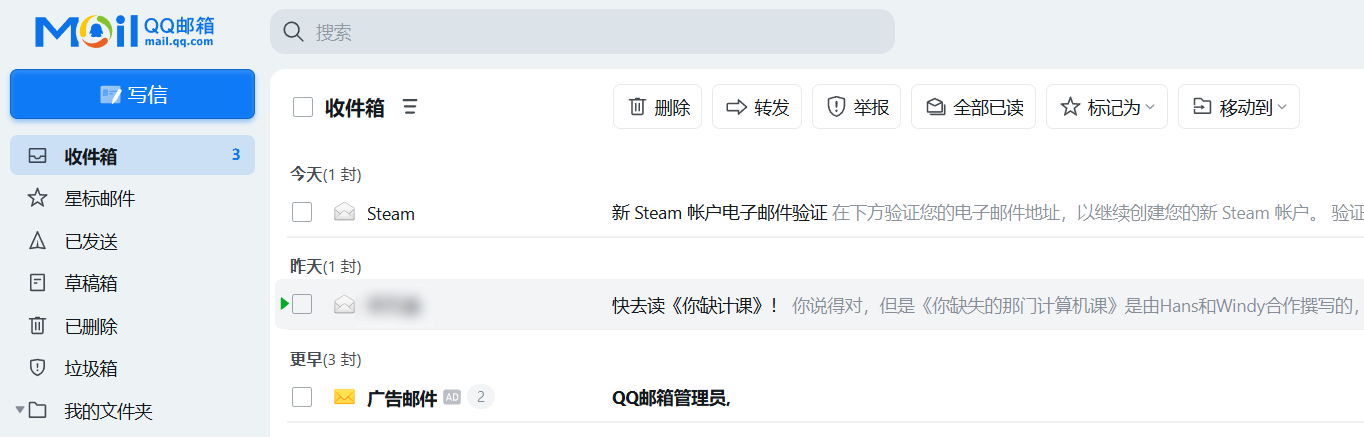 Mail QQ邮箱
mail.qq.com
搜索
写信
收件箱 3
星标邮件
已发送
草稿箱
已删除
垃圾箱
我的文件夹
收件箱
删除 转发 举报 全部已读 标记为 移动到
今天(1 封)
Steam 新 Steam 帐户电子邮件验证 在下方验证您的电子邮件地址，以继续创建您的新 Steam 帐户。 验证
昨天(1 封)
快去读《你缺计课》！ 你说得对，但是《你缺失的那门计算机课》是由Hans和Windy合作撰写的，
更早(3 封)
广告邮件 AD 2 QQ邮箱管理员,